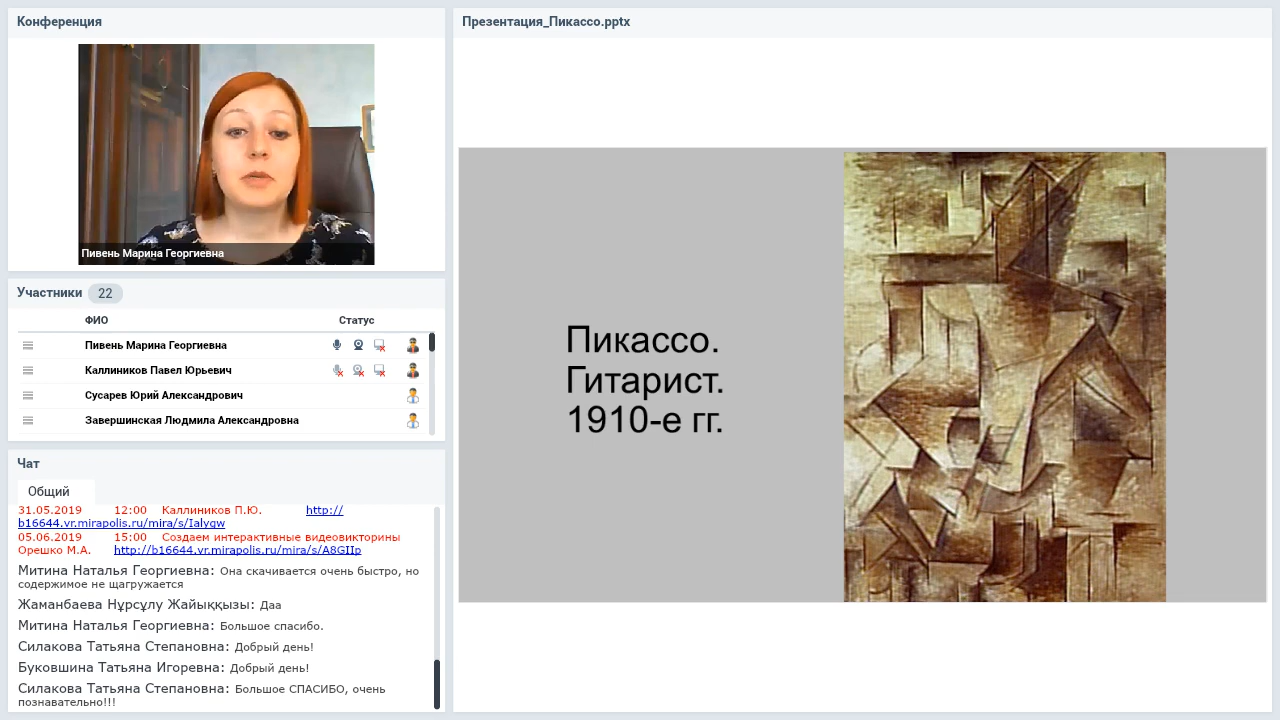 Конференция
Пивень Марина Георгиевна
Участники 22
ФИО Статус
Пивень Марина Георгиевна
Каллиников Павел Юрьевич
Сусарев Юрий Александрович
Завершинская Людмила Александровна
Чат
Общий
31.05.2019 12:00 Каллиников П.Ю. http://
b16644.vr.mirapolis.ru/mira/s/Ialyqw
05.06.2019 15:00 Создаем интерактивные видеовикторины
Орешко М.А. http://b16644.vr.mirapolis.ru/mira/s/A8GIIp
Митина Наталья Георгиевна: Она скачивается очень быстро, но
содержимое не щагружается
Жаманбаева Нұрсұлу Жайыққызы: Даа
Митина Наталья Георгиевна: Большое спасибо.
Силакова Татьяна Степановна: Добрый день!
Буковшина Татьяна Игоревна: Добрый день!
Силакова Татьяна Степановна: Большое СПАСИБО, очень
познавательно!!!
Презентация_Пикассо.pptx
Пикассо.
Гитарист.
1910-е гг.